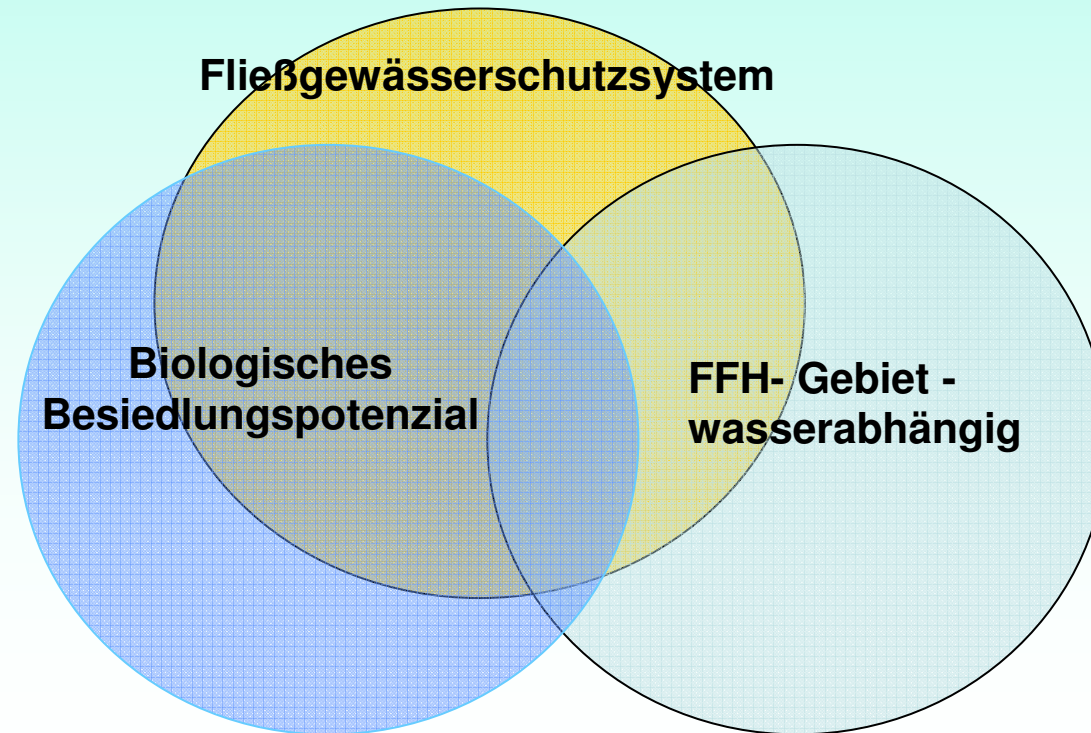 Fließgewässerschutzsystem
Biologisches
Besiedlungspotenzial
FFH- Gebiet -
wasserabhängig